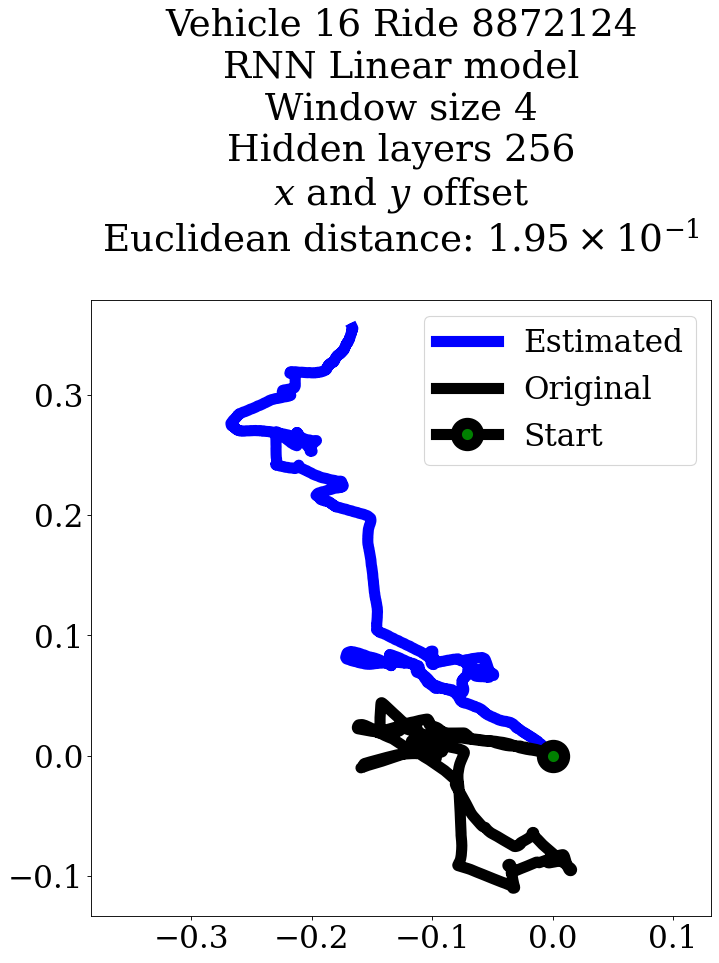 Vehicle 16 Ride 8872124
RNN Linear model
Window size 4
Hidden layers 256
x and y offset
Euclidean distance: 1.95 × 10⁻¹
Estimated
Original
Start
0.3
0.2
0.1
0.0
−0.1
−0.3 −0.2 −0.1 0.0 0.1